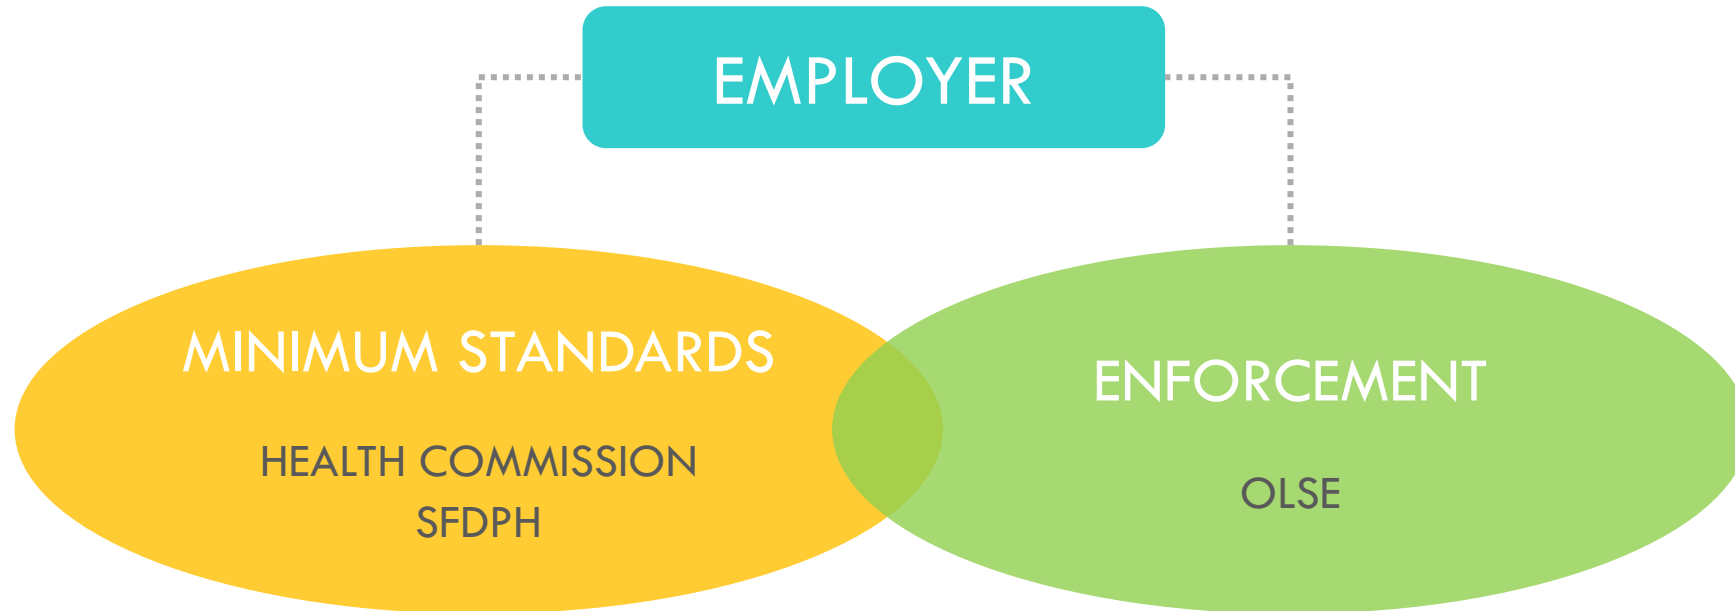 EMPLOYER
MINIMUM STANDARDS
HEALTH COMMISSION
SFDPH
ENFORCEMENT
OLSE